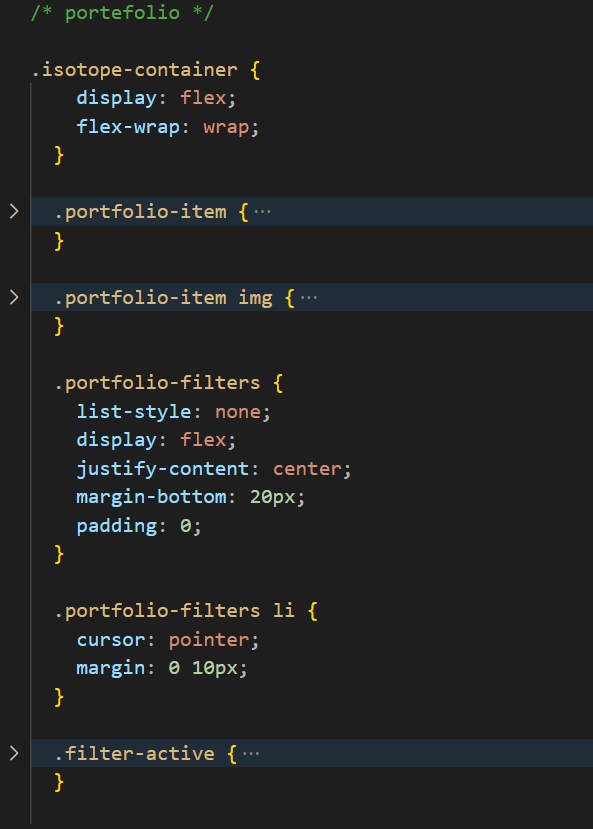 /* portefolio */
.isotope-container {
display: flex;
flex-wrap: wrap;
}
.portfolio-item {···
}
.portfolio-item img {···
}
.portfolio-filters {
list-style: none;
display: flex;
justify-content: center;
margin-bottom: 20px;
padding: 0;
}
.portfolio-filters li {
cursor: pointer;
margin: 0 10px;
}
.filter-active {···
}